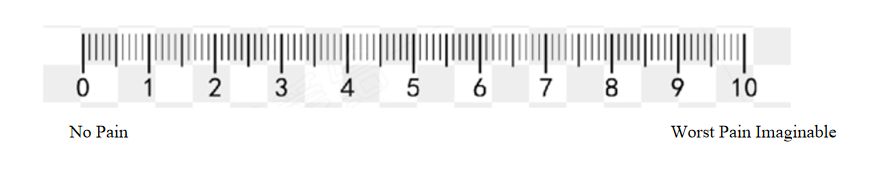 0 1 2 3 4 5 6 7 8 9 10
No Pain Worst Pain Imaginable